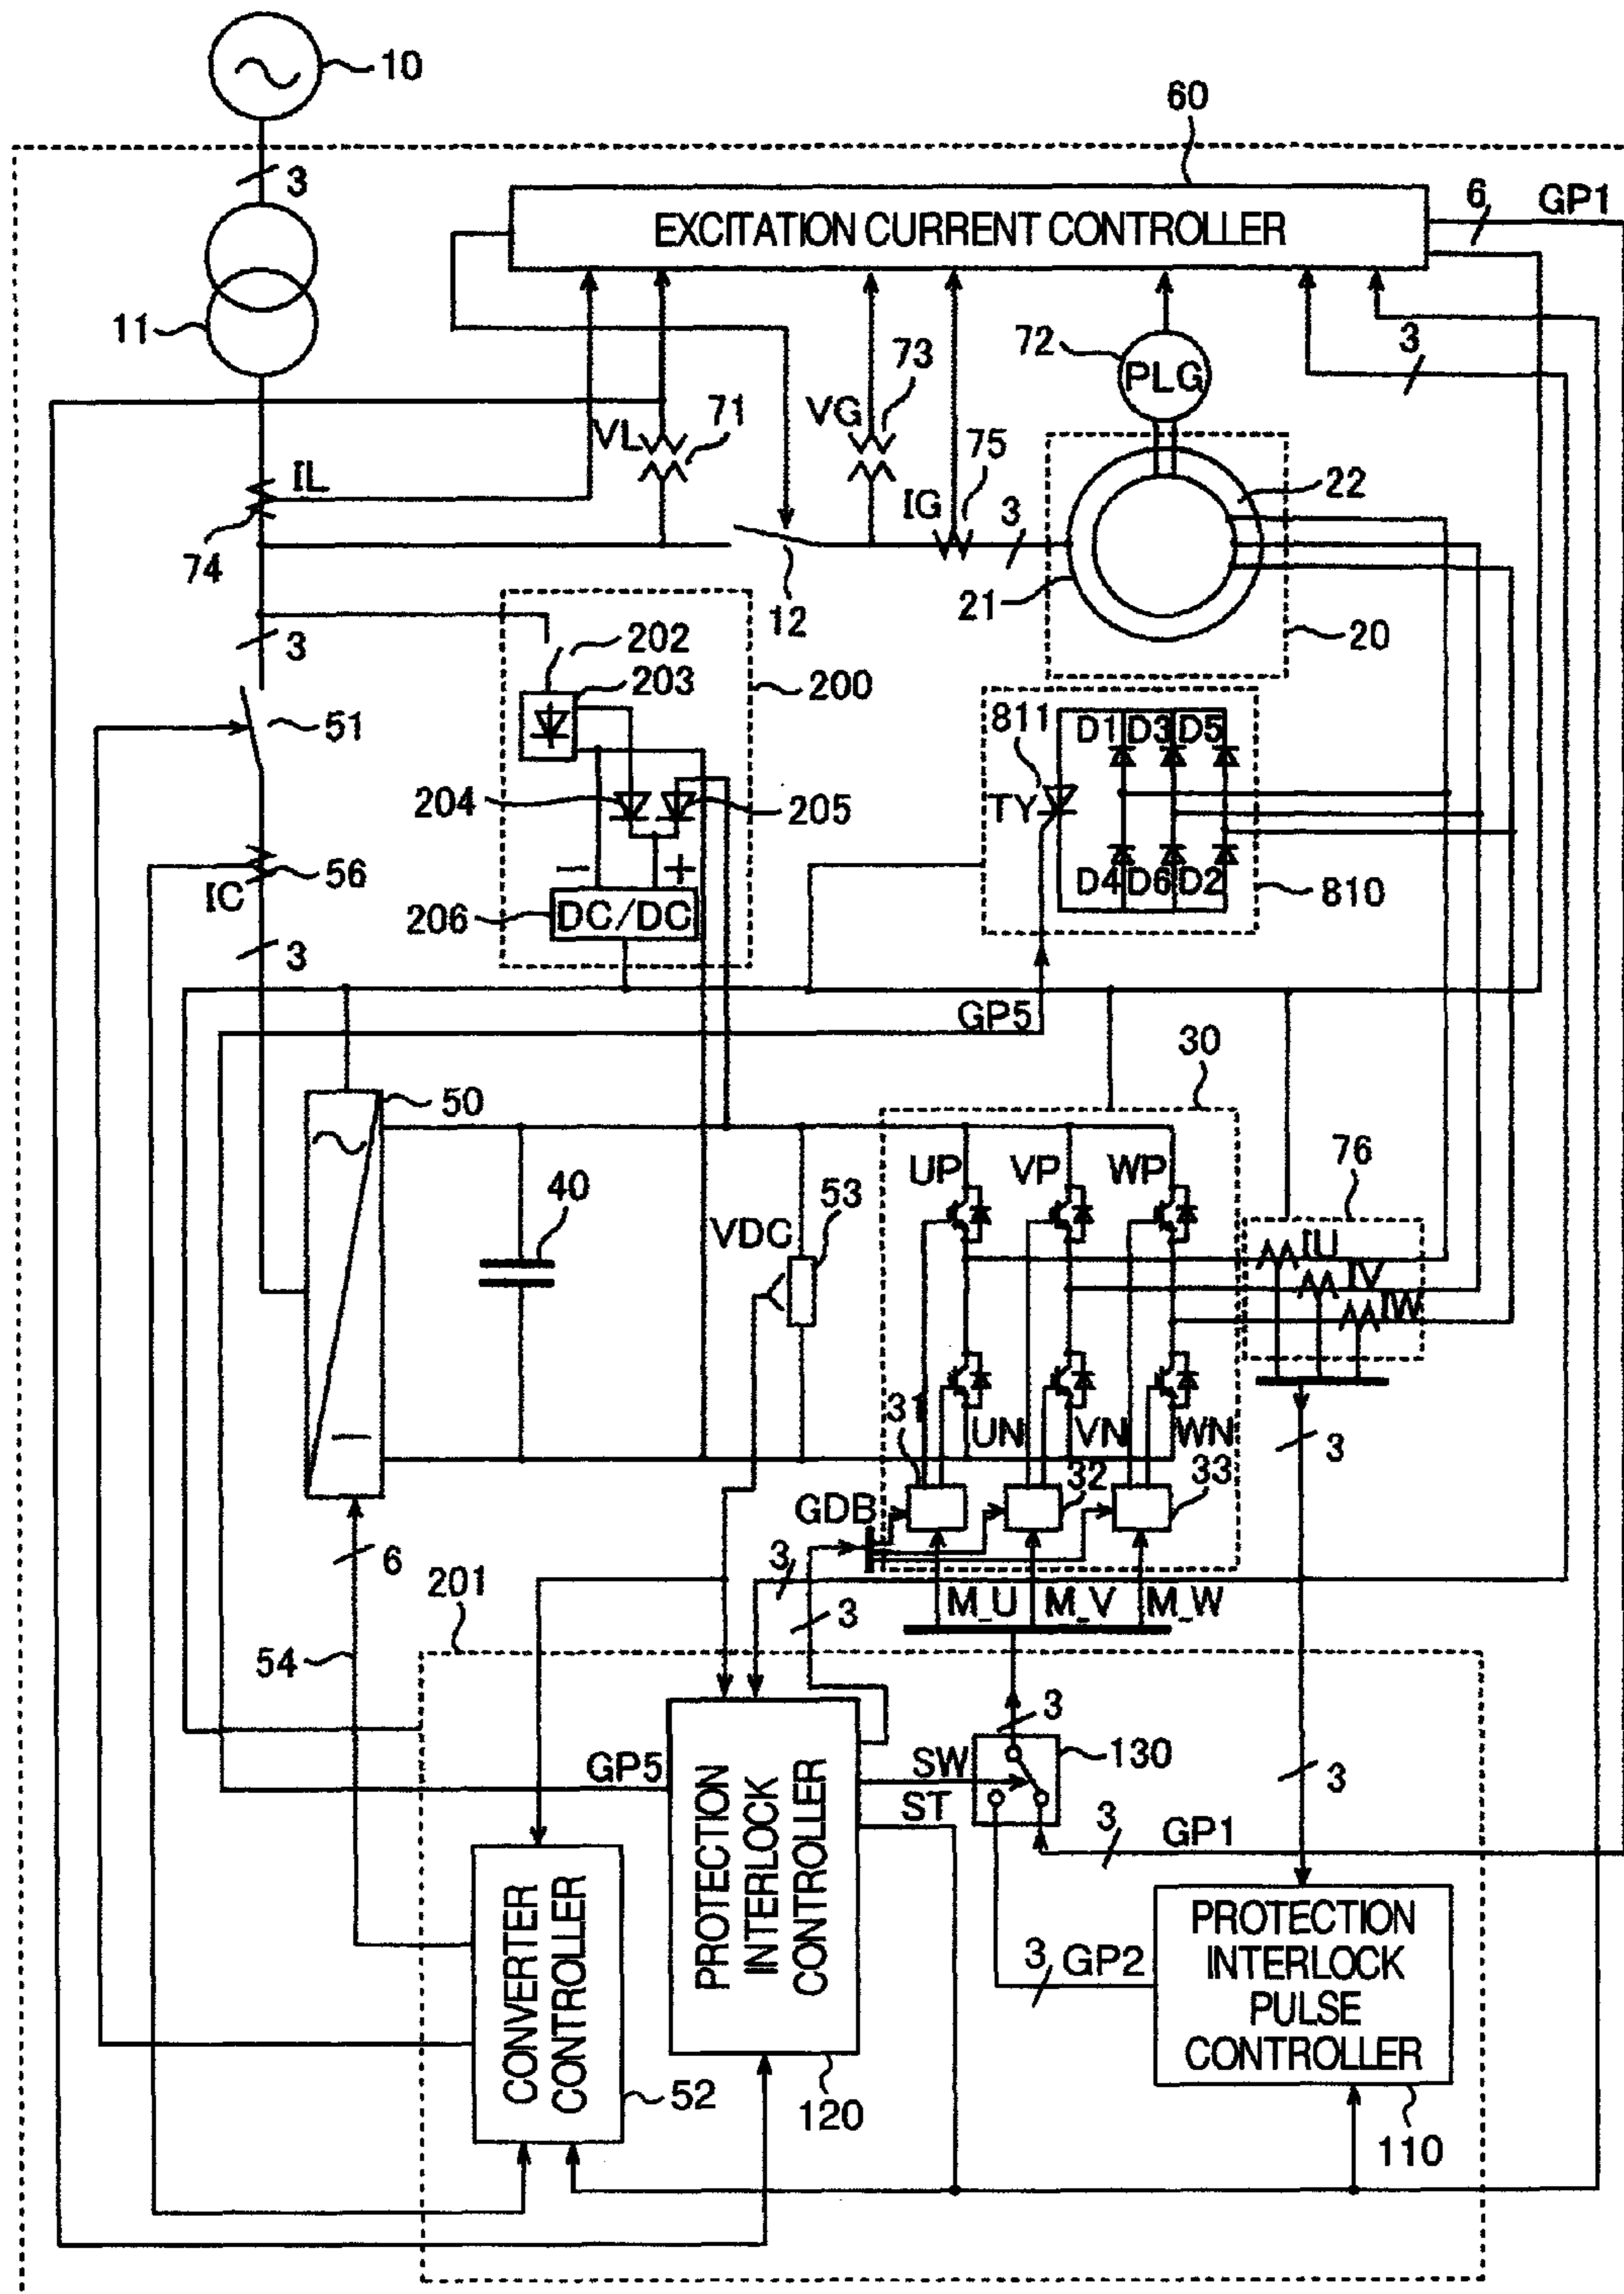 10
60
3
6
GP1
EXCITATION CURRENT CONTROLLER
11
72
PLG
73
3
VL
71
VG
75
IL
IG
3
22
74
12
21
20
3
202
203
200
51
811
D1
D3
D5
204
205
TY
56
IC
−
+
D4
D6
D2
810
206
DC/DC
3
GP5
30
50
UP
VP
WP
76
40
53
VDC
IU
IV
IW
31
UN
VN
WN
3
32
33
GDB
6
3
201
M_U
M_V
M_W
3
54
3
130
GP5
SW
3
ST
3
GP1
PROTECTION
INTERLOCK
CONTROLLER
CONVERTER
CONTROLLER
PROTECTION
INTERLOCK
PULSE
CONTROLLER
3
GP2
52
120
110